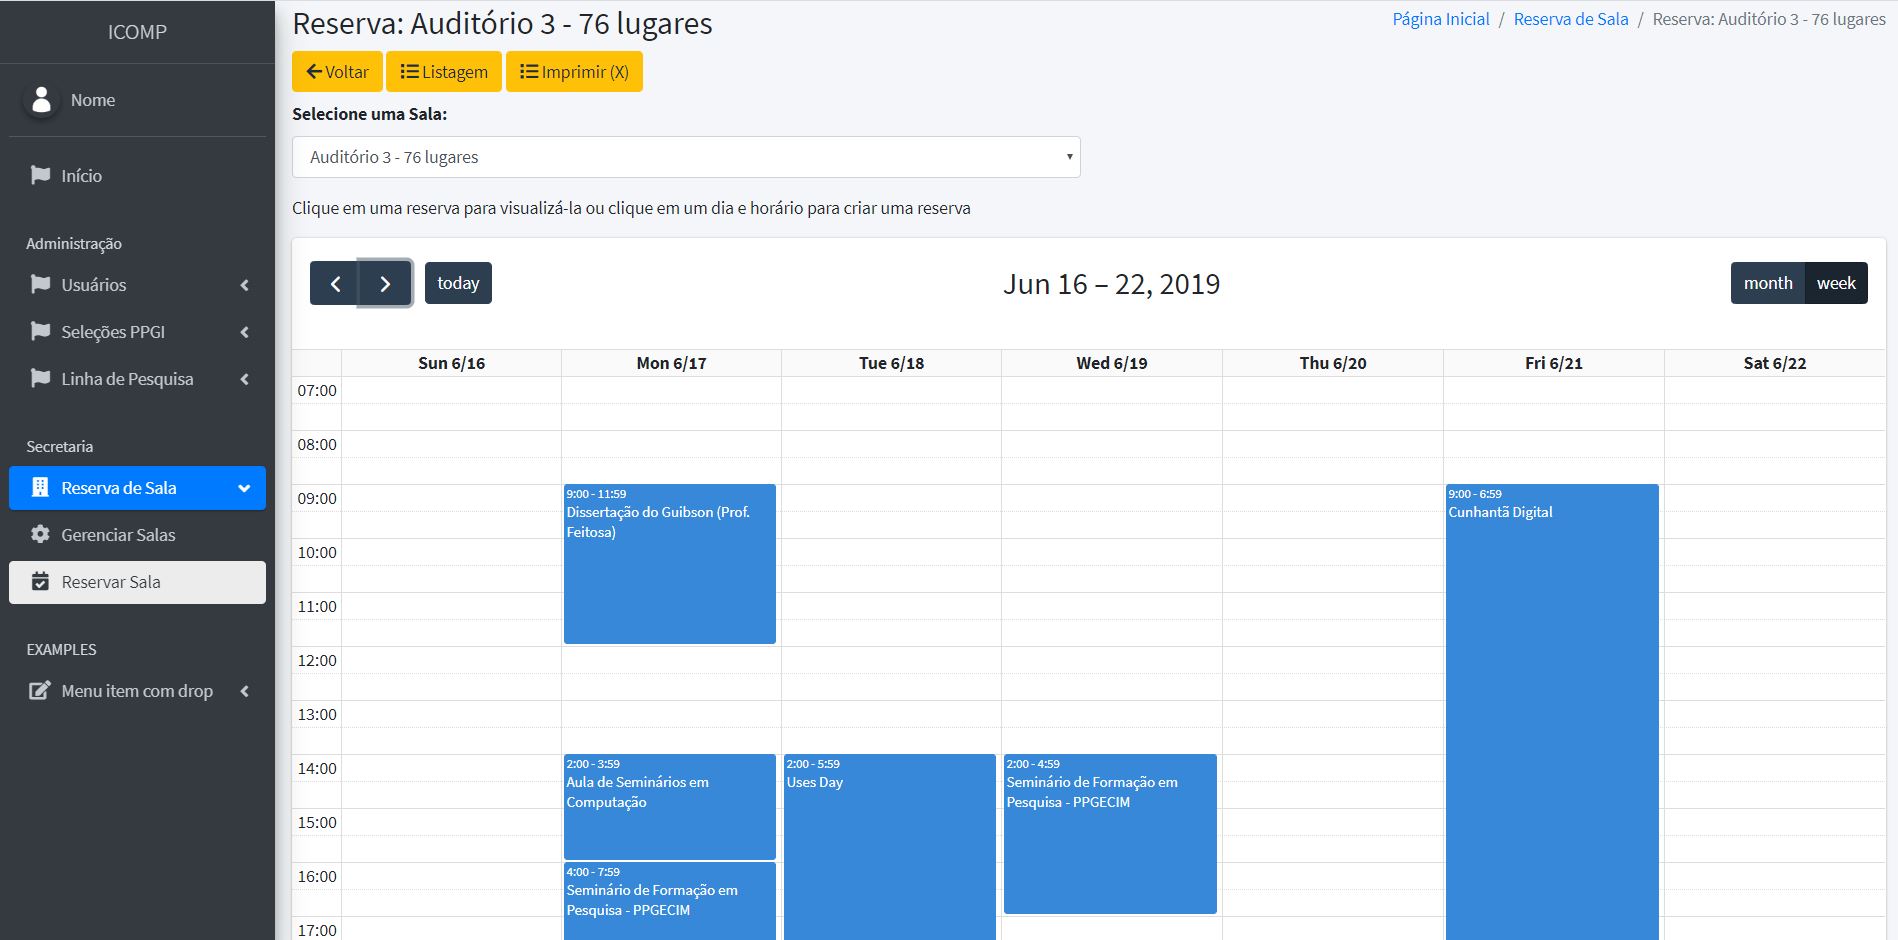 ICOMP
Nome
Início
Administração
Usuários
Seleções PPGI
Linha de Pesquisa
Secretaria
Reserva de Sala
Gerenciar Salas
Reservar Sala
EXAMPLES
Menu item com drop
Reserva: Auditório 3 - 76 lugares
Página Inicial / Reserva de Sala / Reserva: Auditório 3 - 76 lugares
Voltar
Listagem
Imprimir (X)
Selecione uma Sala:
Auditório 3 - 76 lugares
Clique em uma reserva para visualizá-la ou clique em um dia e horário para criar uma reserva
today
Jun 16 – 22, 2019
month
week
Sun 6/16
Mon 6/17
Tue 6/18
Wed 6/19
Thu 6/20
Fri 6/21
Sat 6/22
07:00
08:00
09:00
10:00
11:00
12:00
13:00
14:00
15:00
16:00
17:00
9:00 - 11:59
Dissertação do Guibson (Prof.
Feitosa)
2:00 - 3:59
Aula de Seminários em
Computação
4:00 - 7:59
Seminário de Formação em
Pesquisa - PPGECIM
2:00 - 5:59
Uses Day
2:00 - 4:59
Seminário de Formação em
Pesquisa - PPGECIM
9:00 - 6:59
Cunhantã Digital